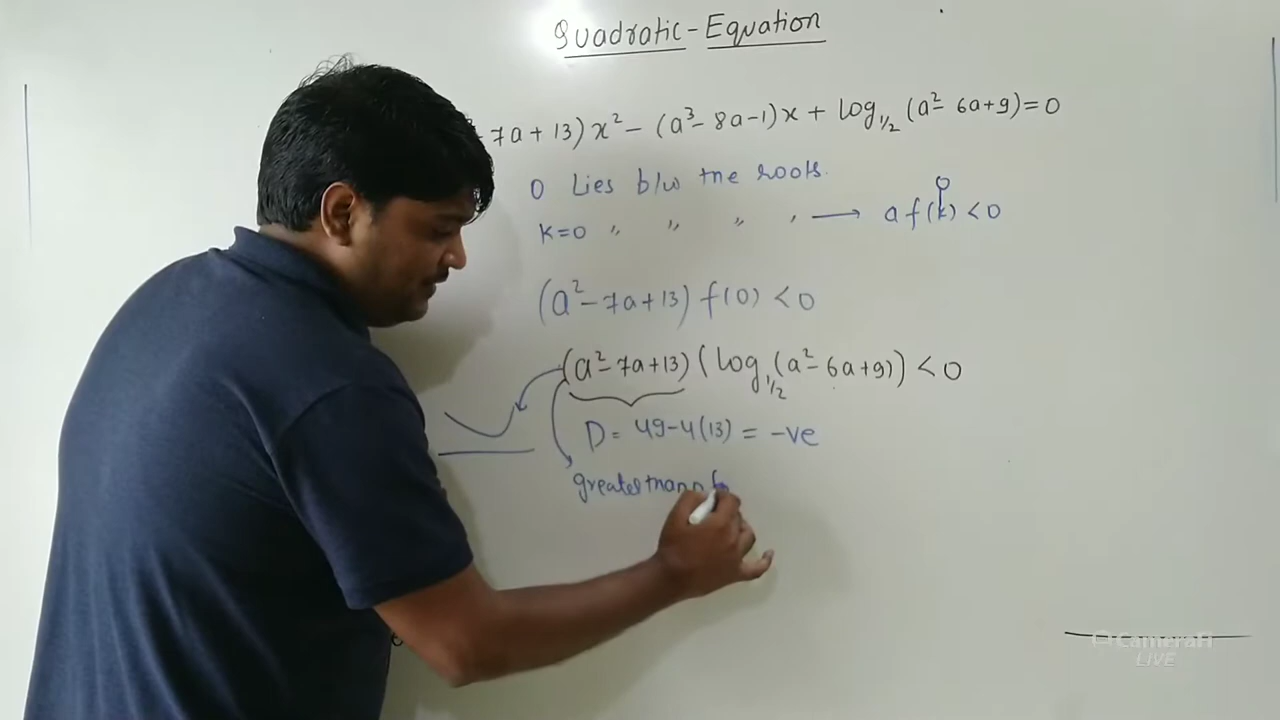 Quadratic-Equation
7a + 13) x² - (a³ - 8a - 1) x + log₁/₂ (a² - 6a + 9) = 0
0 Lies b/w the roots.
K=0 " " " " → a f(k) < 0
0
(a² - 7a + 13) f(0) < 0
(a² - 7a + 13) (log₁/₂ (a² - 6a + 9)) < 0
D = 49 - 4(13) = -ve
greater than
CameraFi
LIVE